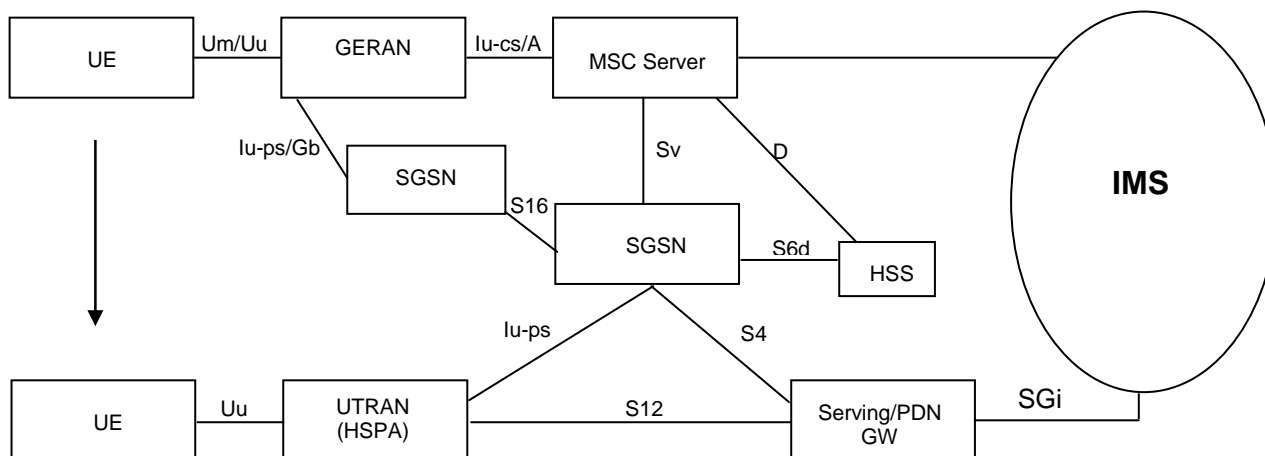 UE
Um/Uu
GERAN
Iu-cs/A
MSC Server
Iu-ps/Gb
SGSN
S16
Sv
D
IMS
SGSN
S6d
HSS
Iu-ps
S4
UE
Uu
UTRAN
(HSPA)
S12
Serving/PDN
GW
SGi